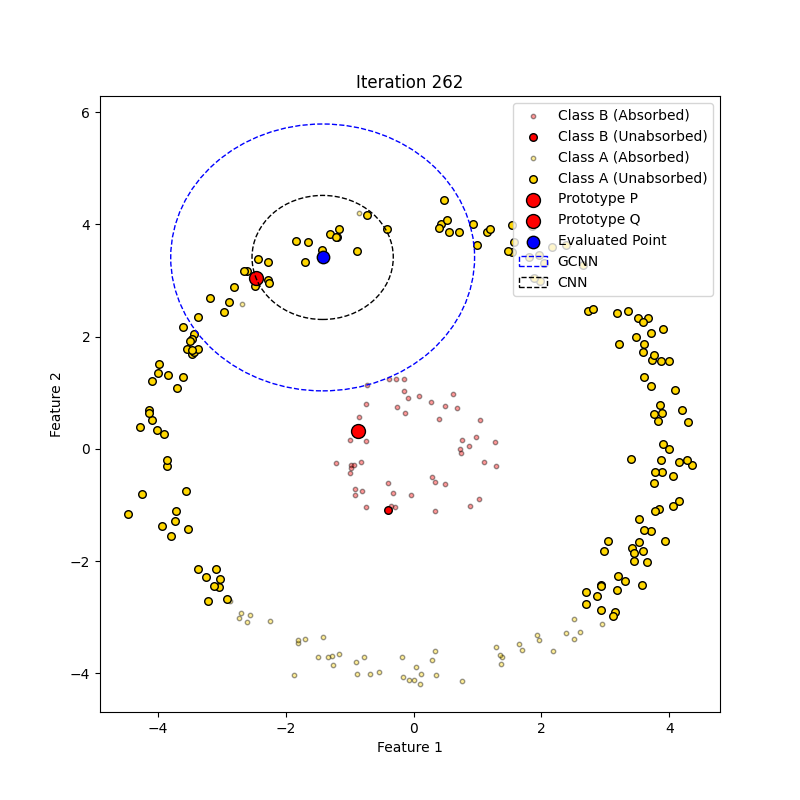 Iteration 262
6
4
2
0
−2
−4
Feature 2
−4
−2
0
2
4
Feature 1
Class B (Absorbed)
Class B (Unabsorbed)
Class A (Absorbed)
Class A (Unabsorbed)
Prototype P
Prototype Q
Evaluated Point
GCNN
CNN